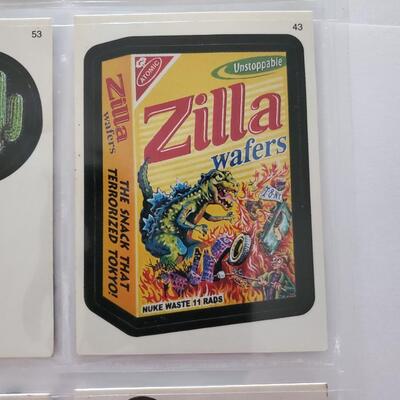 53
43
ATOMIC
Unstoppable
Zilla
wafers
Zilla
wafers
THE SNACK THAT
TERRORIZED TOKYO!
NUKE WASTE 11 RADS